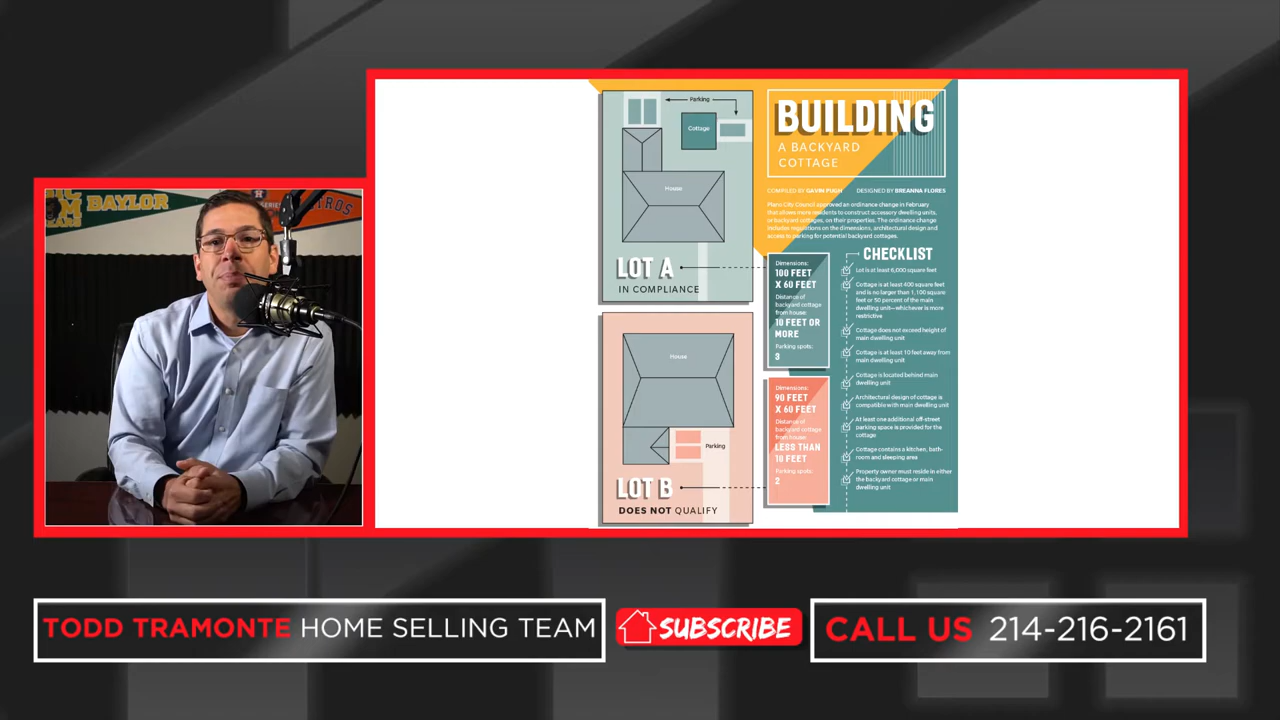 BAYLOR
Parking
Cottage
House
LOT A
IN COMPLIANCE
House
Parking
LOT B
DOES NOT QUALIFY
BUILDING
A BACKYARD
COTTAGE
COMPILED BY GAVIN PUGH
DESIGNED BY BREANNA FLORES
Plano City Council approved an ordinance change in February
that allows more residents to construct accessory dwelling units,
or backyard cottages, on their properties. The ordinance change
includes regulations on the dimensions, architectural design and
access to parking for potential backyard cottages.
Dimensions:
100 FEET
X 60 FEET
Distance of
backyard cottage
from house:
10 FEET OR
MORE
Parking spots:
3
Dimensions:
90 FEET
X 60 FEET
Distance of
backyard cottage
from house:
LESS THAN
10 FEET
Parking spots:
2
CHECKLIST
Lot is at least 6,000 square feet
Cottage is at least 400 square feet
and is no larger than 1,100 square
feet or 50 percent of the main
dwelling unit—whichever is more
restrictive
Cottage does not exceed height of
main dwelling unit
Cottage is at least 10 feet away from
main dwelling unit
Cottage is located behind main
dwelling unit
Architectural design of cottage is
compatible with main dwelling unit
At least one additional off-street
parking space is provided for the
cottage
Cottage contains a kitchen, bath-
room and sleeping area
Property owner must reside in either
the backyard cottage or main
dwelling unit
TODD TRAMONTE HOME SELLING TEAM
SUBSCRIBE
CALL US 214-216-2161